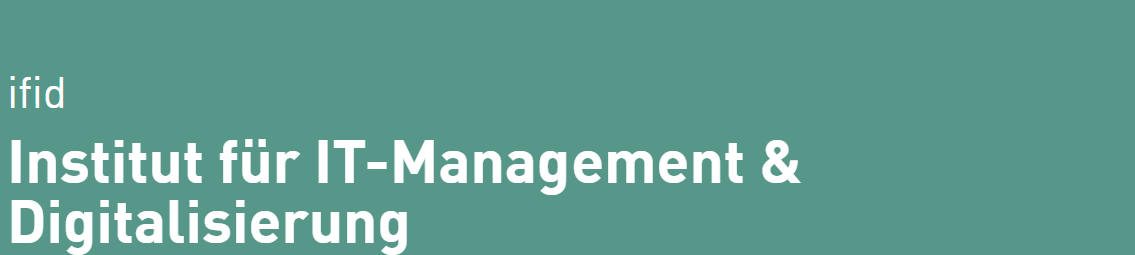 ifid
Institut für IT-Management &
Digitalisierung